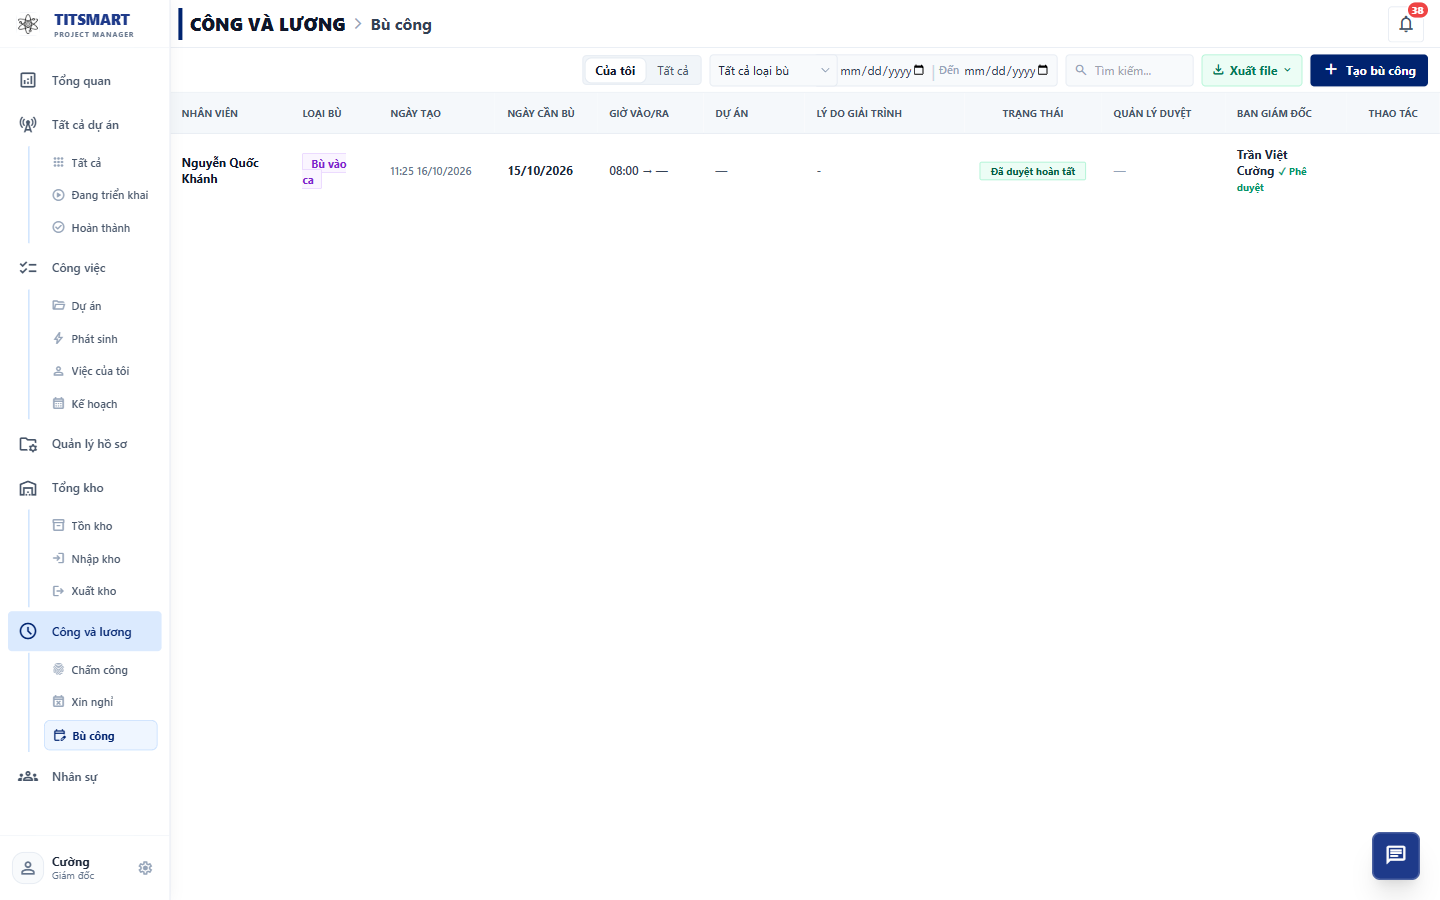 TITSMART
PROJECT MANAGER
CÔNG VÀ LƯƠNG > Bù công
38
Của tôi Tất cả
Tất cả loại bù
mm/dd/yyyy Đến mm/dd/yyyy
Tìm kiếm...
Xuất file
+ Tạo bù công
NHÂN VIÊN LOẠI BÙ NGÀY TẠO NGÀY CẦN BÙ GIỜ VÀO/RA DỰ ÁN LÝ DO GIẢI TRÌNH TRẠNG THÁI QUẢN LÝ DUYỆT BAN GIÁM ĐỐC THAO TÁC
Nguyễn Quốc
Khánh
Bù vào
ca
11:25 16/10/2026
15/10/2026
08:00 → —
—
-
Đã duyệt hoàn tất
—
Trần Việt
Cường ✓ Phê
duyệt
Tổng quan
Tất cả dự án
Tất cả
Đang triển khai
Hoàn thành
Công việc
Dự án
Phát sinh
Việc của tôi
Kế hoạch
Quản lý hồ sơ
Tổng kho
Tồn kho
Nhập kho
Xuất kho
Công và lương
Chấm công
Xin nghỉ
Bù công
Nhân sự
Cường
Giám đốc